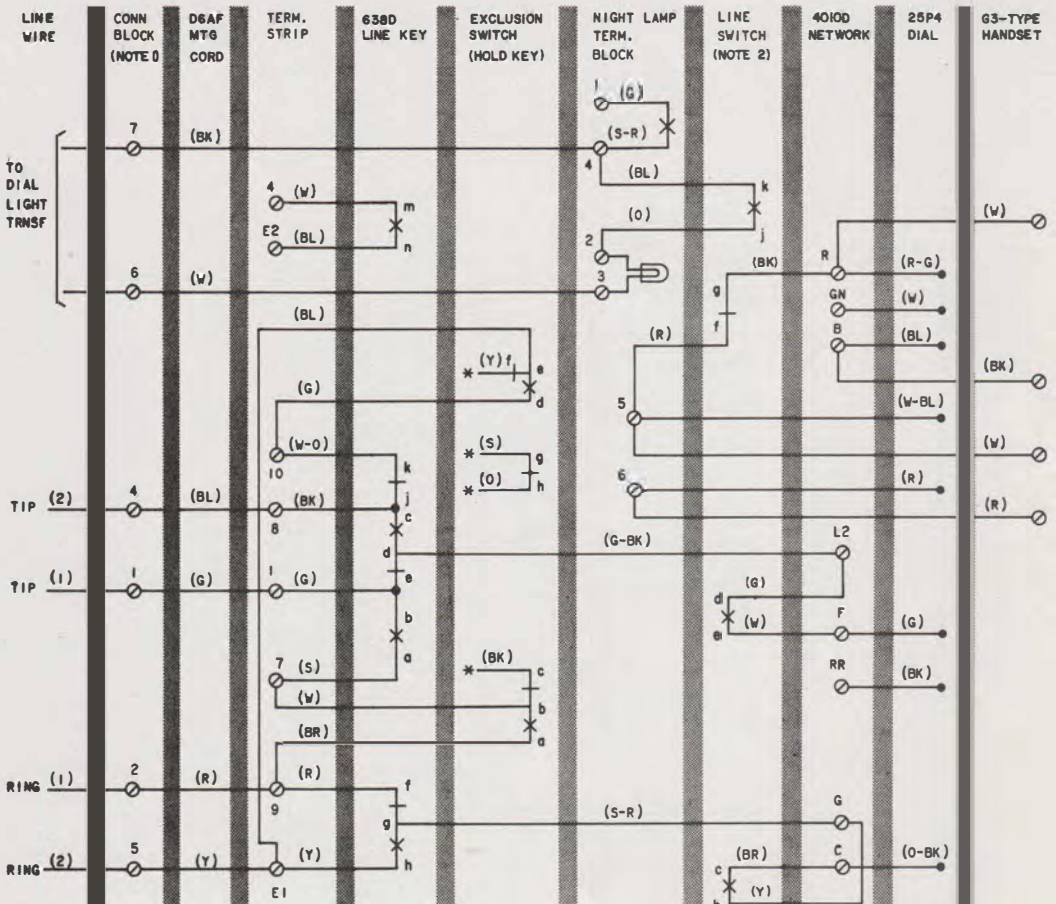 LINE WIRE
CONN BLOCK (NOTE 1)
D6AF MTG CORD
TERM. STRIP
638D LINE KEY
EXCLUSION SWITCH (HOLD KEY)
NIGHT LAMP TERM. BLOCK
LINE SWITCH (NOTE 2)
4010D NETWORK
25P4 DIAL
G3-TYPE HANDSET
1 (G)
7 (BK) (S-R)
4
TO DIAL LIGHT TRNSF
(BL) k
4 (W) m
(O) j
(W)
E2 (BL) n
2
R (R-G)
(BK)
3
6 (W)
g
GN (W)
(BL)
f
B (BL)
(R)
* (Y) f e
d
(G)
(BK)
5 (W-BL)
(W-O)
10
* (S) g
(W)
k
* (O) h
6 (R)
TIP (2) 4 (BL) (BK) j
8
(R)
c
L2
d (G-BK)
TIP (1) 1 (G) 1 (G) e
d (G)
b
e (W) F (G)
a
7 (S)
* (BK) c
RR (BK)
(W) b
(BR) a
RING (1) 2 (R) (R) f
9
g (S-R) G
RING (2) 5 (Y) (Y) h
E1
c (BR) C (O-BK)
(Y)